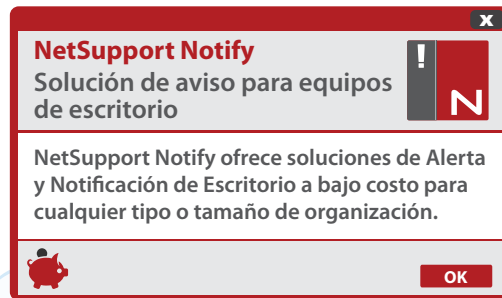 X
NetSupport Notify
Solución de aviso para equipos
de escritorio
! N
NetSupport Notify ofrece soluciones de Alerta
y Notificación de Escritorio a bajo costo para
cualquier tipo o tamaño de organización.
OK